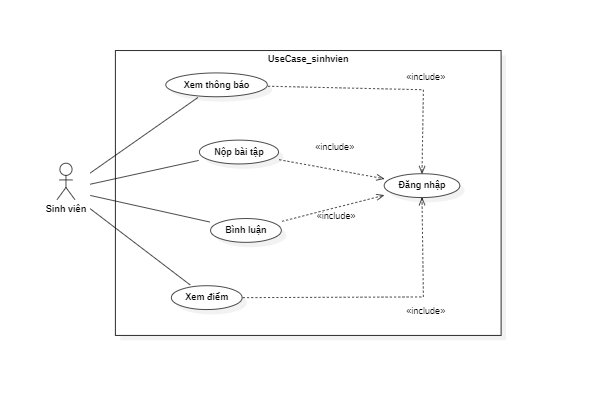 UseCase_sinhvien
«include»
Xem thông báo
«include»
Nộp bài tập
Đăng nhập
Sinh viên
«include»
Bình luận
Xem điểm
«include»